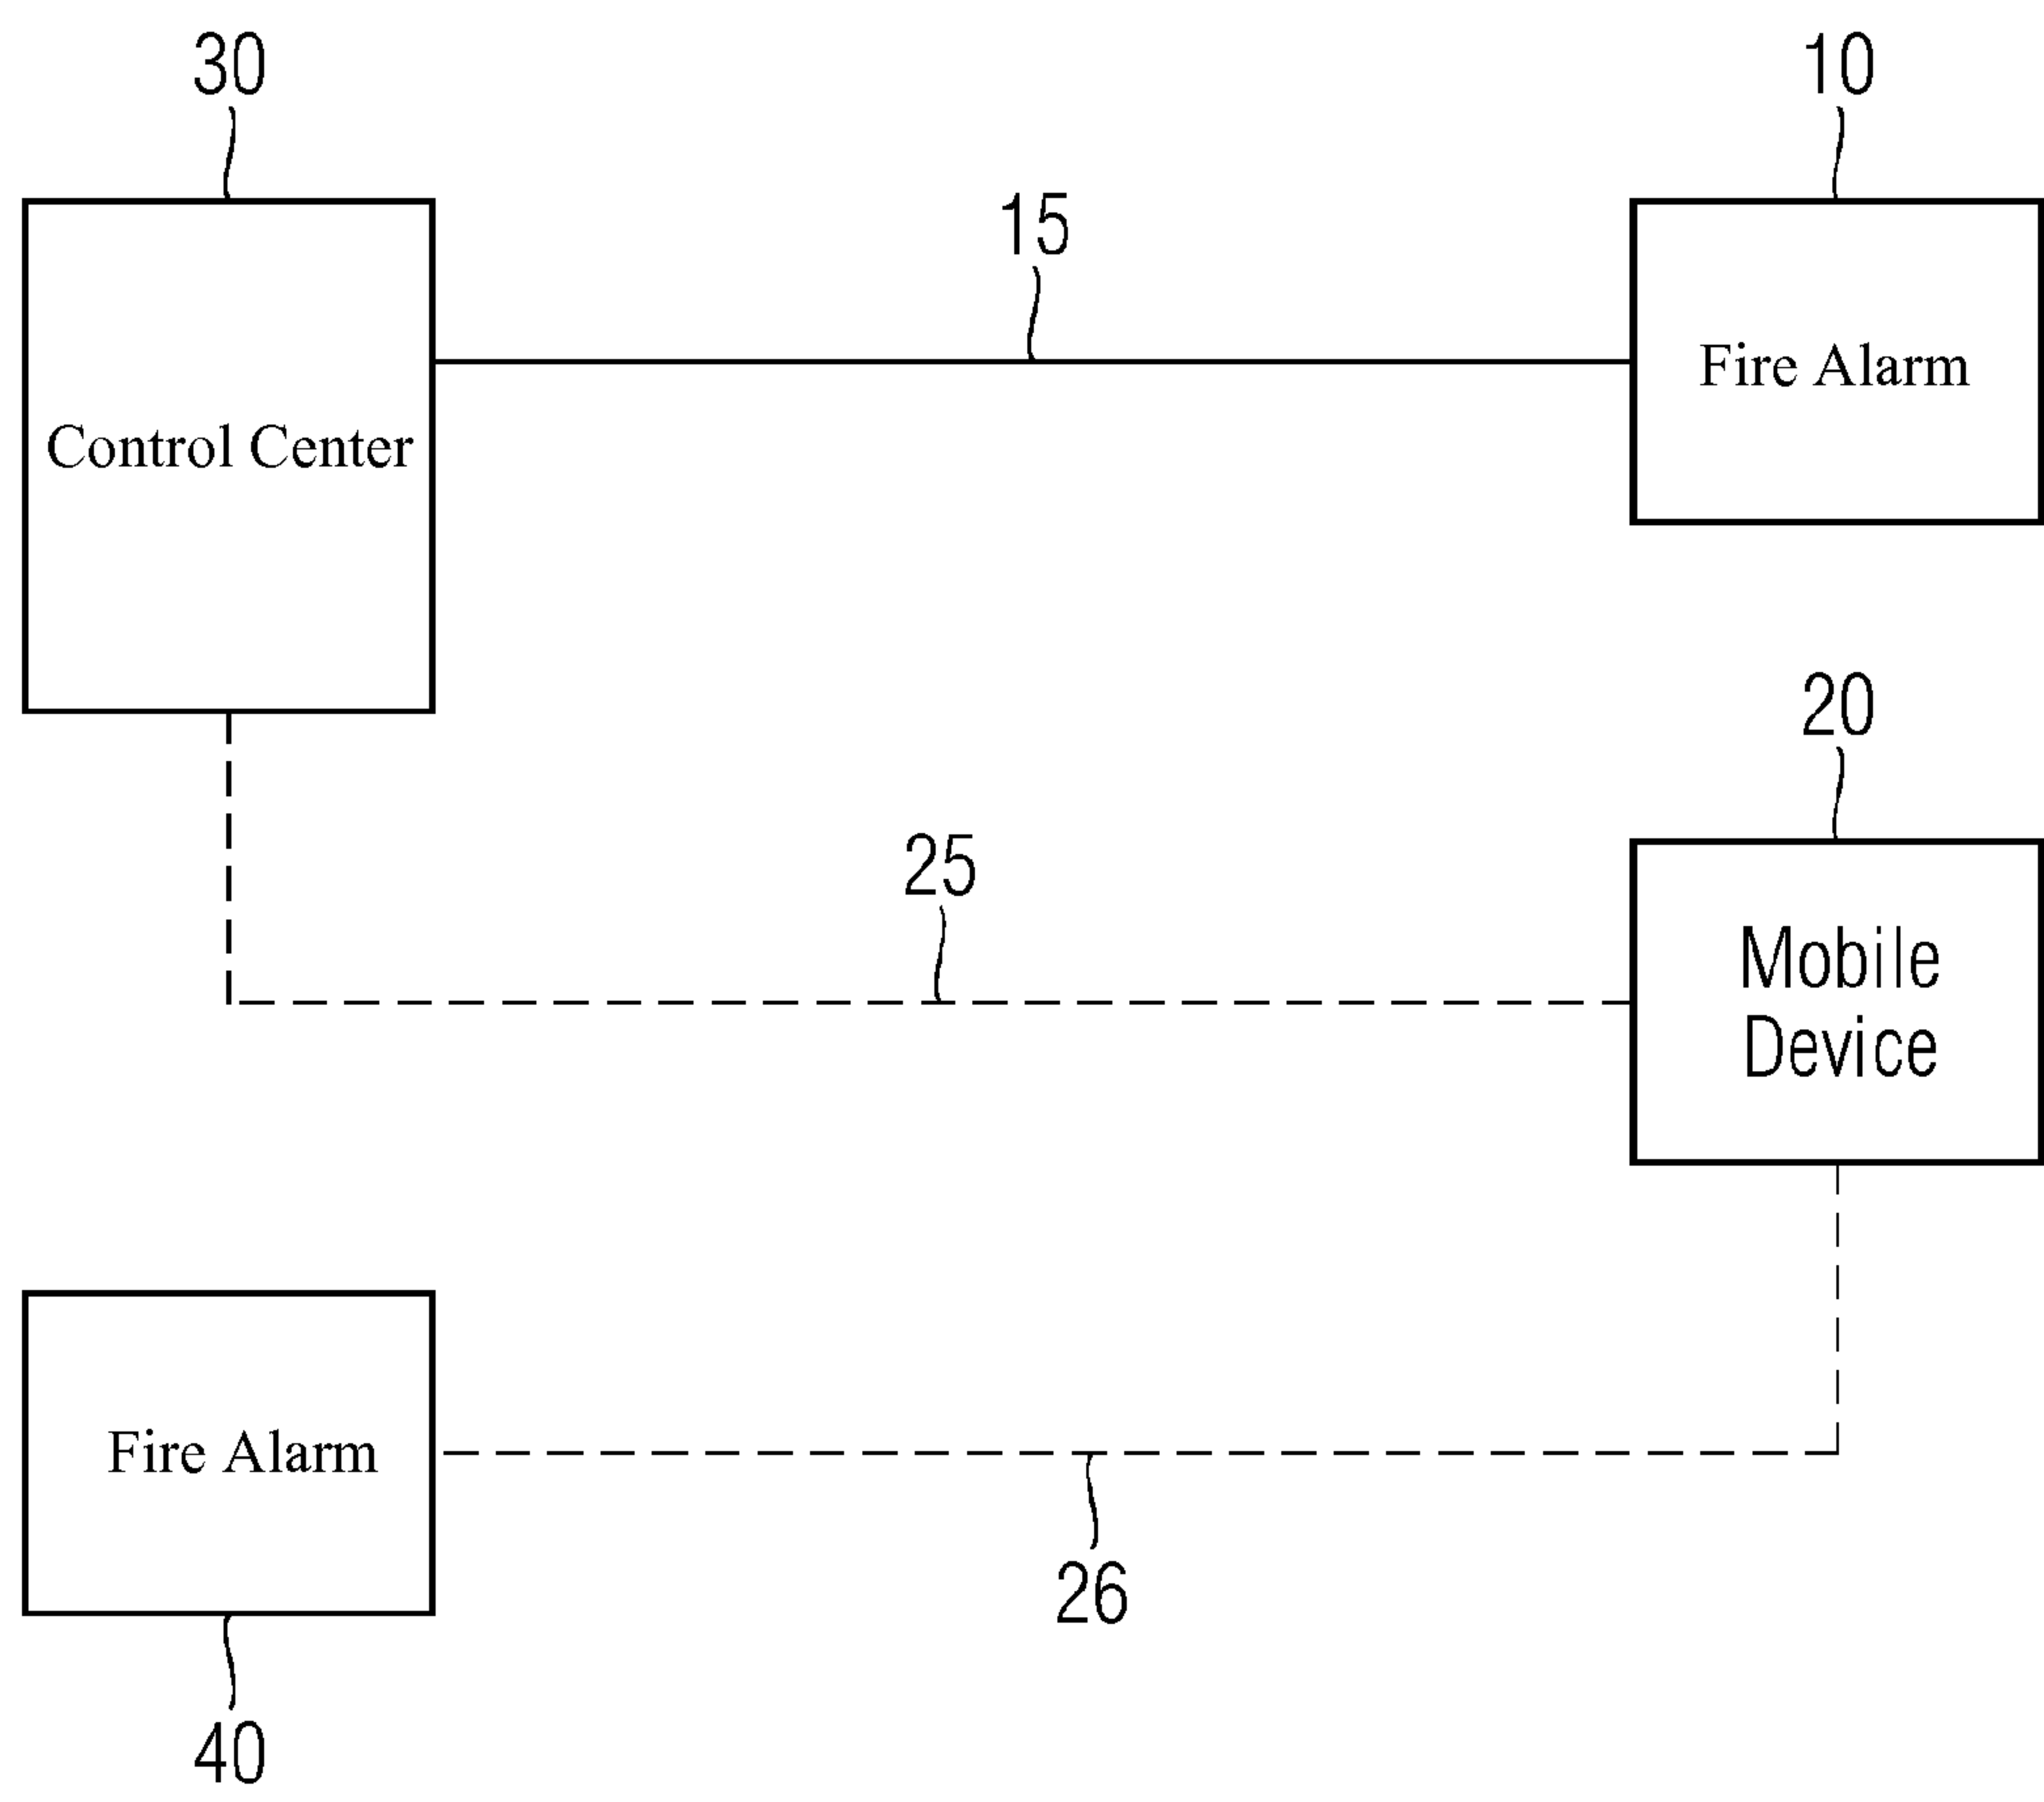 30
10
15
Control Center
Fire Alarm
20
25
Mobile
Device
Fire Alarm
26
40